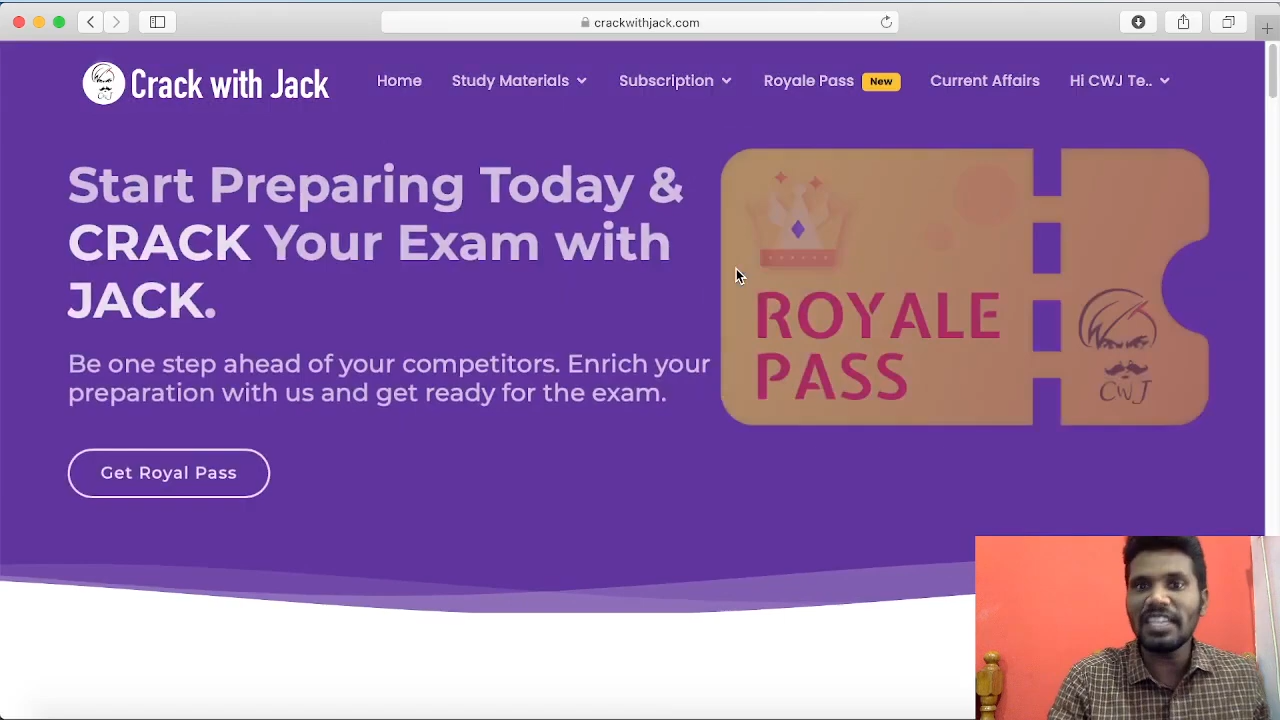 crackwithjack.com
Crack with Jack
Home
Study Materials
Subscription
Royale Pass New
Current Affairs
Hi CWJ Te..
Start Preparing Today &
CRACK Your Exam with
JACK.
Be one step ahead of your competitors. Enrich your
preparation with us and get ready for the exam.
Get Royal Pass
ROYALE
PASS
CWJ